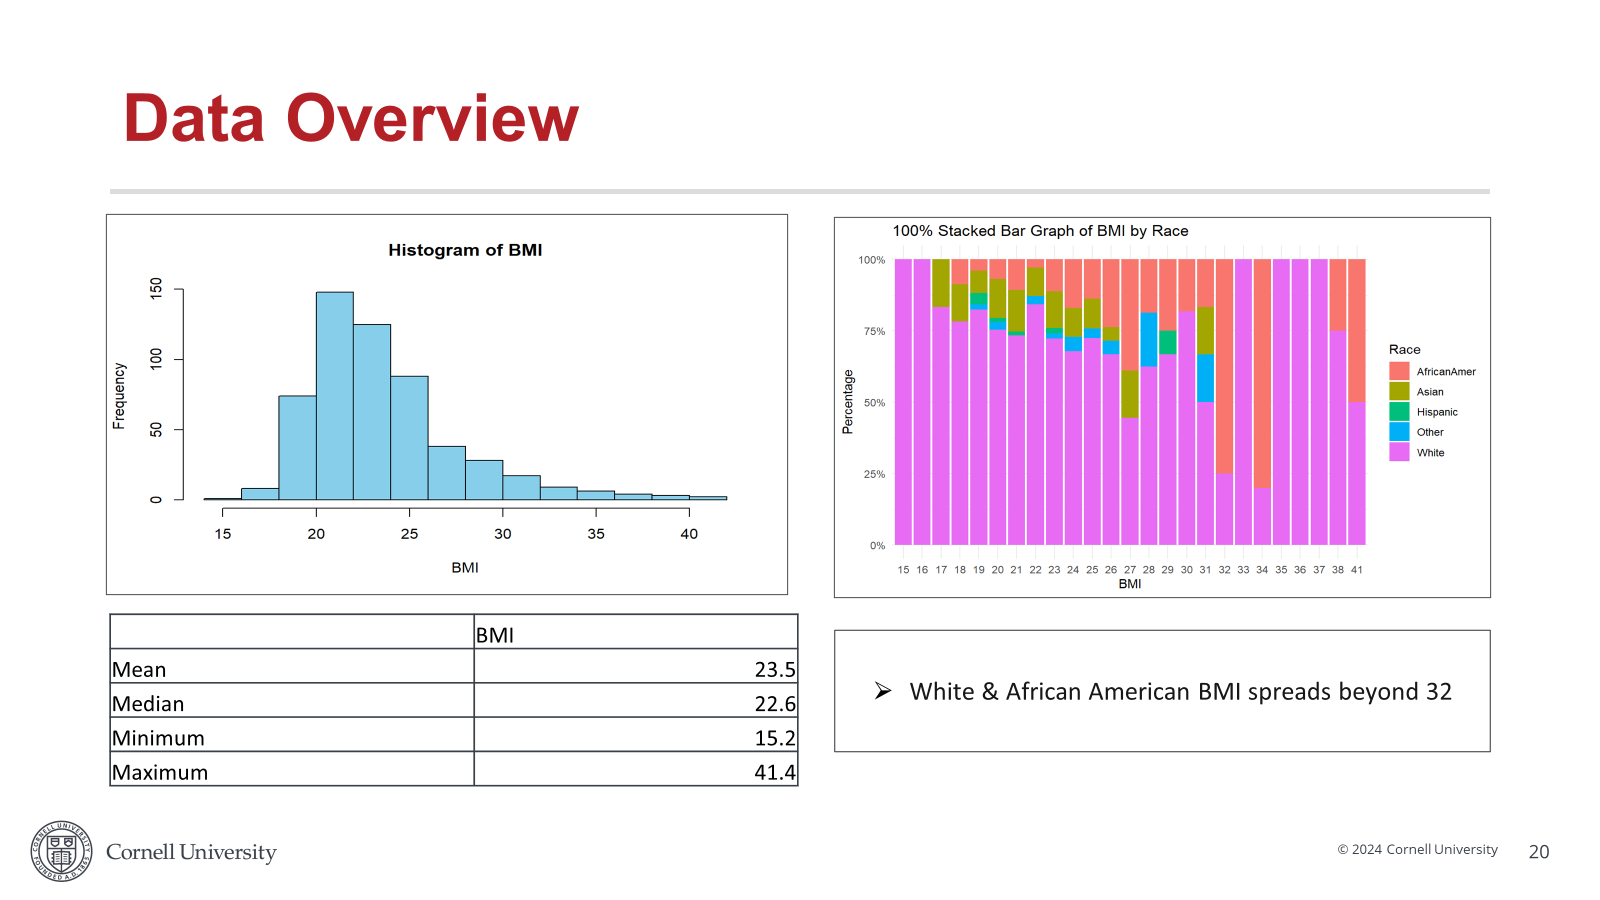 Data Overview
Histogram of BMI
Frequency
0 50 100 150
15 20 25 30 35 40
BMI
100% Stacked Bar Graph of BMI by Race
Percentage
100%
75%
50%
25%
0%
15 16 17 18 19 20 21 22 23 24 25 26 27 28 29 30 31 32 33 34 35 36 37 38 41
BMI
Race
AfricanAmer
Asian
Hispanic
Other
White
BMI
Mean 23.5
Median 22.6
Minimum 15.2
Maximum 41.4
➢ White & African American BMI spreads beyond 32
CORNELL UNIVERSITY
FOUNDED A.D. 1865
Cornell University
© 2024 Cornell University
20